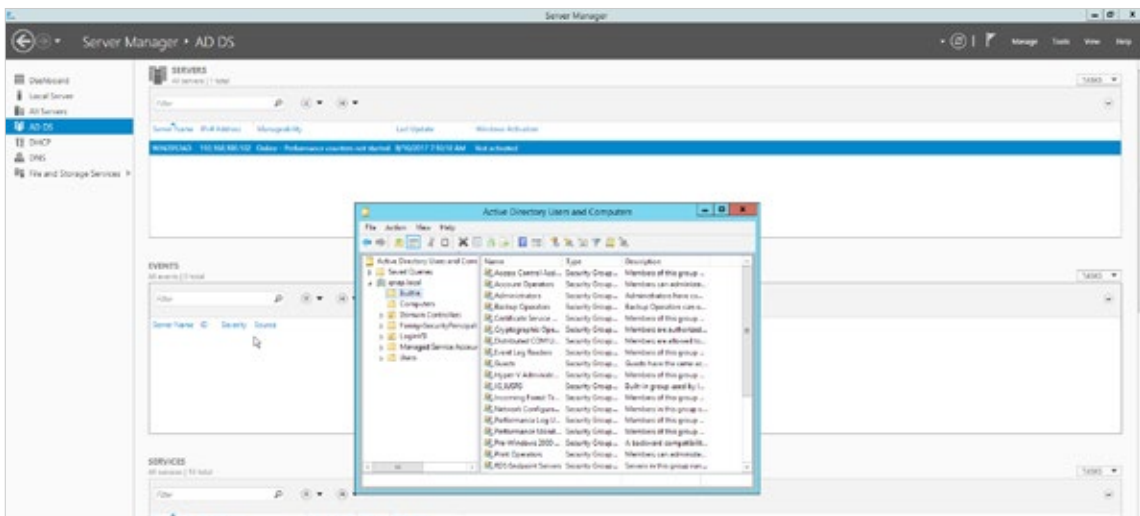 Server Manager
Server Manager • AD DS
Manage Tools View Help
Dashboard
Local Server
All Servers
AD DS
DHCP
DNS
File and Storage Services
SERVERS
All servers | 1 total
TASKS
Filter
Server Name IPv4 Address Manageability Last Update Windows Activation
Online - Performance counters not started Not activated
Active Directory Users and Computers
File Action View Help
Active Directory Users and Com
Name Type Description
Saved Queries
Builtin
Computers
Domain Controllers
ForeignSecurityPrincipal
Managed Service Accoun
Users
Access Control Assi... Security Group... Members of this group ...
Account Operators Security Group... Members can administer...
Administrators Security Group... Administrators have co...
Backup Operators Security Group... Backup Operators can o...
Certificate Service ... Security Group... Members of this group ...
Cryptographic Ope... Security Group... Members are authorized...
Distributed COM U... Security Group... Members are allowed to...
Event Log Readers Security Group... Members of this group ...
Guests Security Group... Guests have the same ac...
Hyper-V Administr... Security Group... Members of this group ...
IIS_IUSRS Security Group... Built-in group used by I...
Incoming Forest Tr... Security Group... Members of this group ...
Network Configura... Security Group... Members in this group c...
Performance Log U... Security Group... Members of this group ...
Performance Monit... Security Group... Members of this group ...
Pre-Windows 2000 ... Security Group... A backward compatibilit...
Print Operators Security Group... Members can administe...
RDS Endpoint Servers Security Group... Servers in this group run...
EVENTS
All events | 0 total
TASKS
Filter
Server Name ID Severity Source
SERVICES
TASKS
Filter